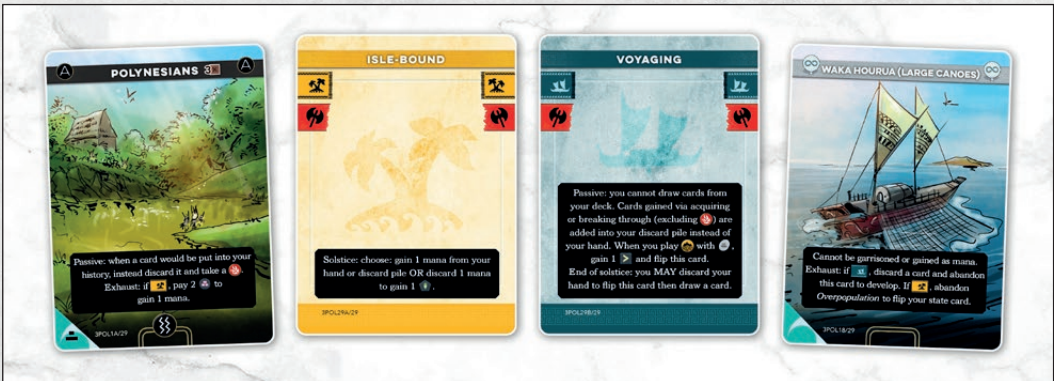 POLYNESIANS 3
Passive: when a card would be put into your
history, instead discard it and take a .
Exhaust: if , pay 2 to
gain 1 mana.
3POL1A/29
ISLE-BOUND
Solstice: choose: gain 1 mana from your
hand or discard pile OR discard 1 mana
to gain 1 .
3POL29A/29
VOYAGING
Passive: you cannot draw cards from
your deck. Cards gained via acquiring
or breaking through (excluding ) are
added into your discard pile instead of
your hand. When you play with ,
gain 1 and flip this card.
End of solstice: you MAY discard your
hand to flip this card then draw a card.
3POL29B/29
WAKA HOURUA (LARGE CANOES)
Cannot be garrisoned or gained as mana.
Exhaust: if , discard a card and abandon
this card to develop. If , abandon
Overpopulation to flip your state card.
3POL1B/29